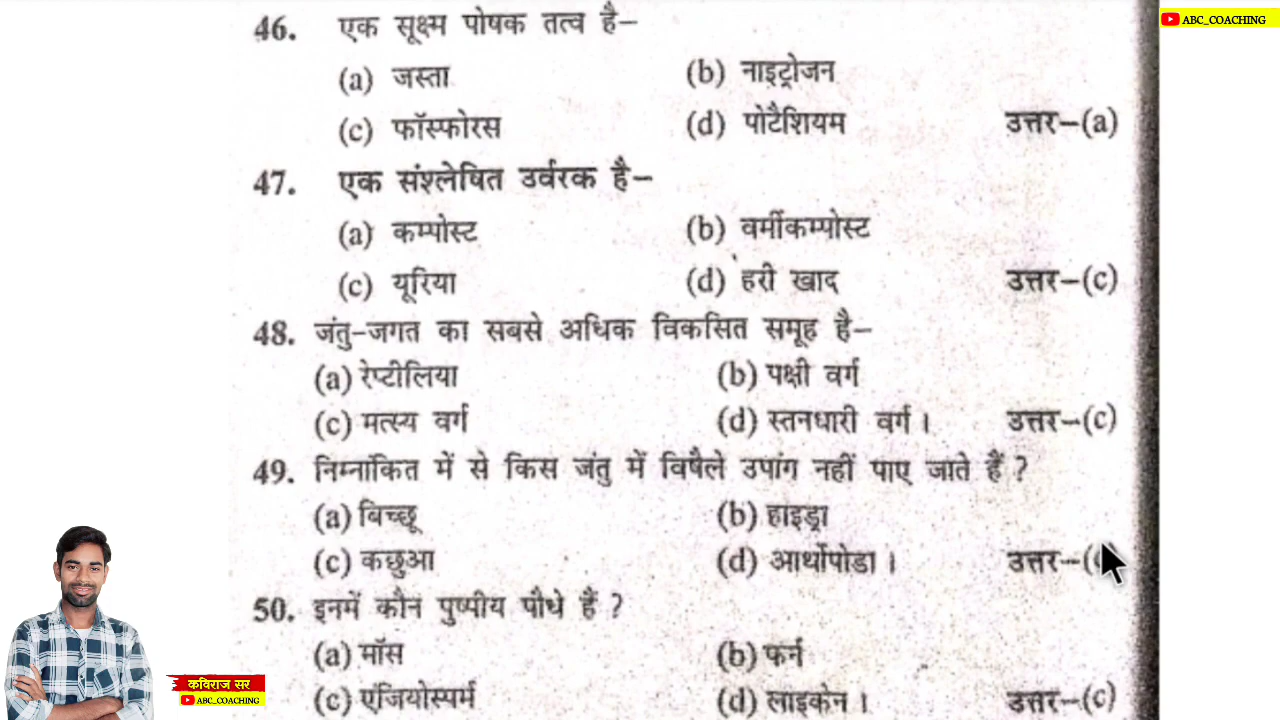 ABC_COACHING
46. एक सूक्ष्म पोषक तत्व है–
(a) जस्ता (b) नाइट्रोजन
(c) फॉस्फोरस (d) पोटैशियम उत्तर–(a)
47. एक संश्लेषित उर्वरक है–
(a) कम्पोस्ट (b) वर्मीकम्पोस्ट
(c) यूरिया (d) हरी खाद उत्तर–(c)
48. जंतु-जगत का सबसे अधिक विकसित समूह है–
(a) रेप्टीलिया (b) पक्षी वर्ग
(c) मत्स्य वर्ग (d) स्तनधारी वर्ग। उत्तर–(c)
49. निम्नांकित में से किस जंतु में विषैले उपांग नहीं पाए जाते हैं ?
(a) बिच्छू (b) हाइड्रा
(c) कछुआ (d) आर्थोपोडा। उत्तर–(
50. इनमें कौन पुष्पीय पौधे हैं ?
(a) मॉस (b) फर्न
(c) एंजियोस्पर्म (d) लाइकेन। उत्तर–(c)
कविराज सर
ABC_COACHING